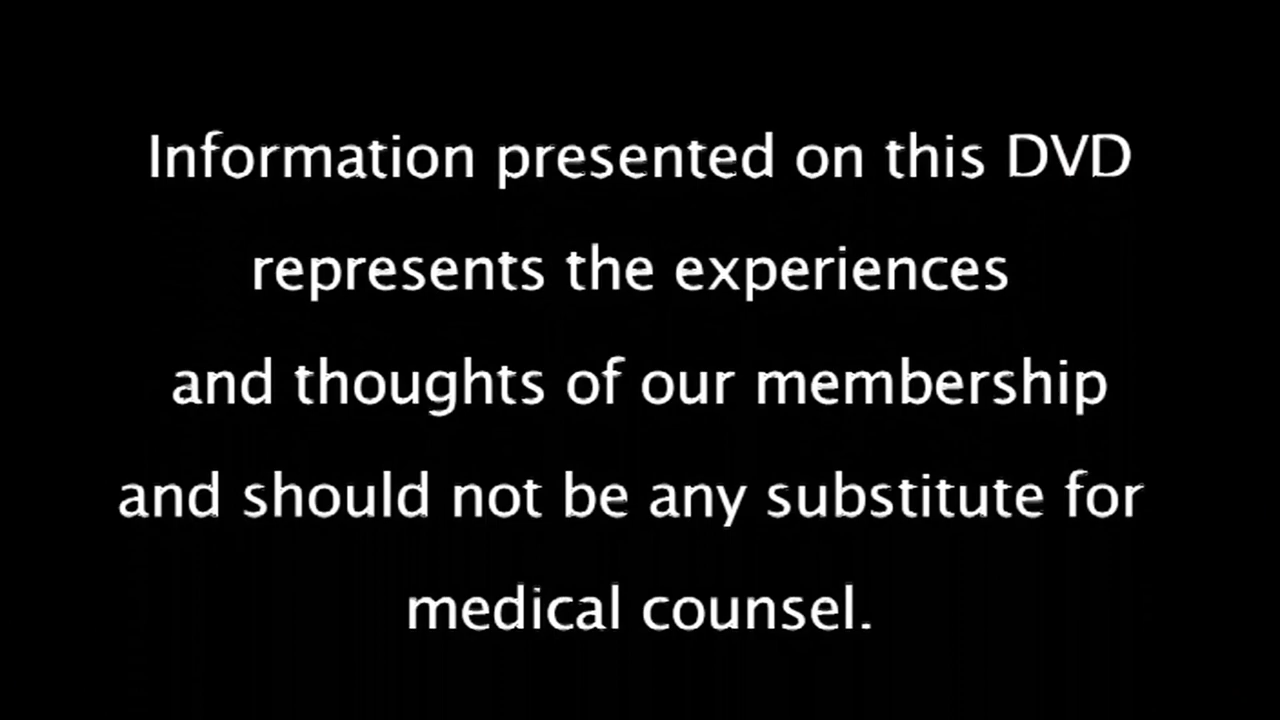 Information presented on this DVD
represents the experiences
and thoughts of our membership
and should not be any substitute for
medical counsel.